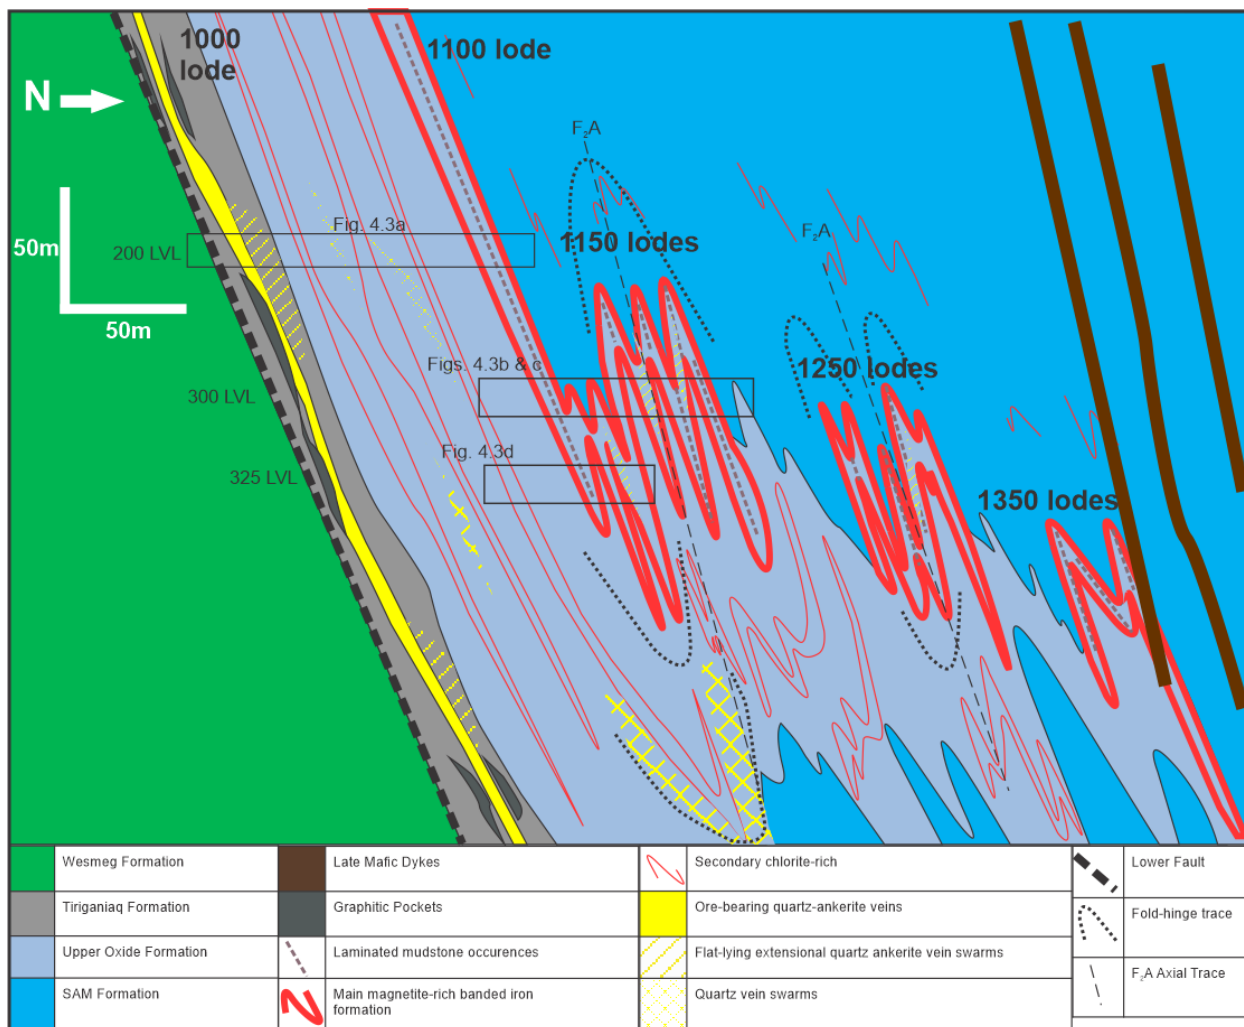 1000
lode
1100 lode
N
F₂A
Fig. 4.3a
F₂A
1150 lodes
50m
200 LVL
50m
Figs. 4.3b & c
1250 lodes
300 LVL
Fig. 4.3d
325 LVL
1350 lodes
Wesmeg Formation
Late Mafic Dykes
Secondary chlorite-rich
Lower Fault
Tiriganiaq Formation
Graphitic Pockets
Ore-bearing quartz-ankerite veins
Fold-hinge trace
Upper Oxide Formation
Laminated mudstone occurences
Flat-lying extensional quartz ankerite vein swarms
F₂A Axial Trace
SAM Formation
Main magnetite-rich banded iron
formation
Quartz vein swarms